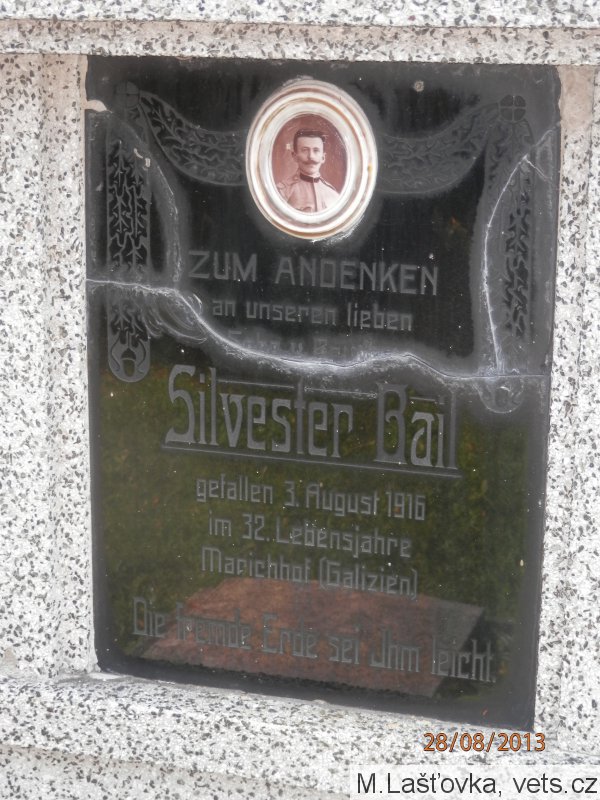 ZUM ANDENKEN
an unseren lieben
Silvester Bail
gefallen 3. August 1916
im 32. Lebensjahre
(Galizien)
Die fremde Erde sei Jhm leicht.
28/08/2013
M.Lašťovka, vets.cz